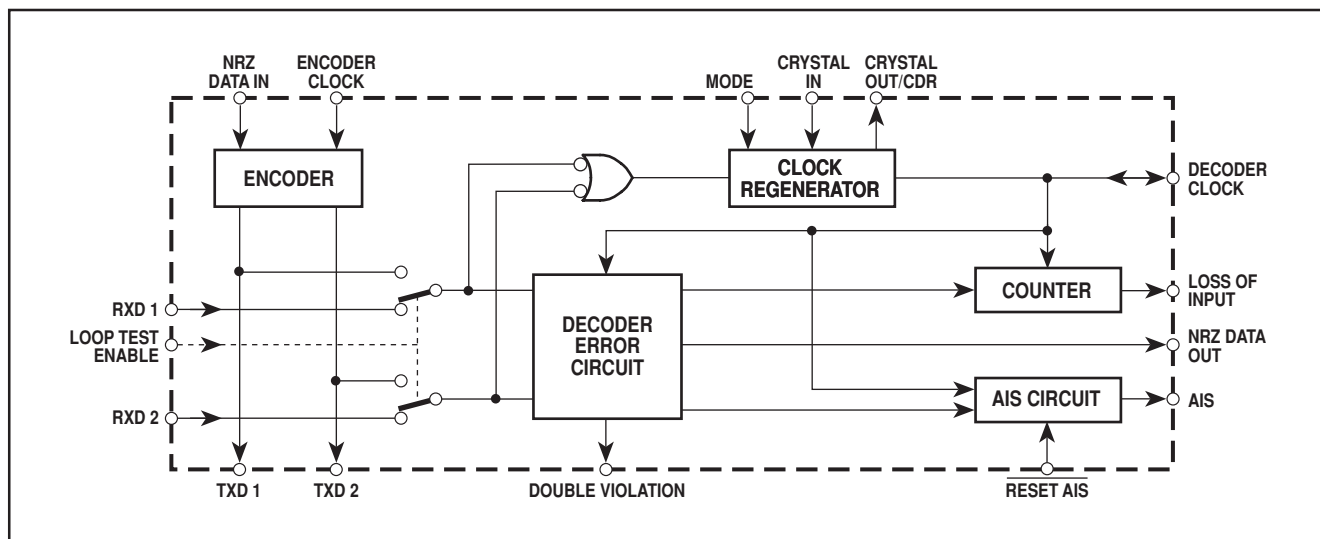 NRZ
DATA IN
ENCODER
CLOCK
MODE
CRYSTAL
IN
CRYSTAL
OUT/CDR
ENCODER
CLOCK
REGENERATOR
DECODER
CLOCK
RXD 1
LOOP TEST
ENABLE
RXD 2
DECODER
ERROR
CIRCUIT
COUNTER
LOSS OF
INPUT
NRZ DATA
OUT
AIS CIRCUIT
AIS
TXD 1
TXD 2
DOUBLE VIOLATION
RESET AIS